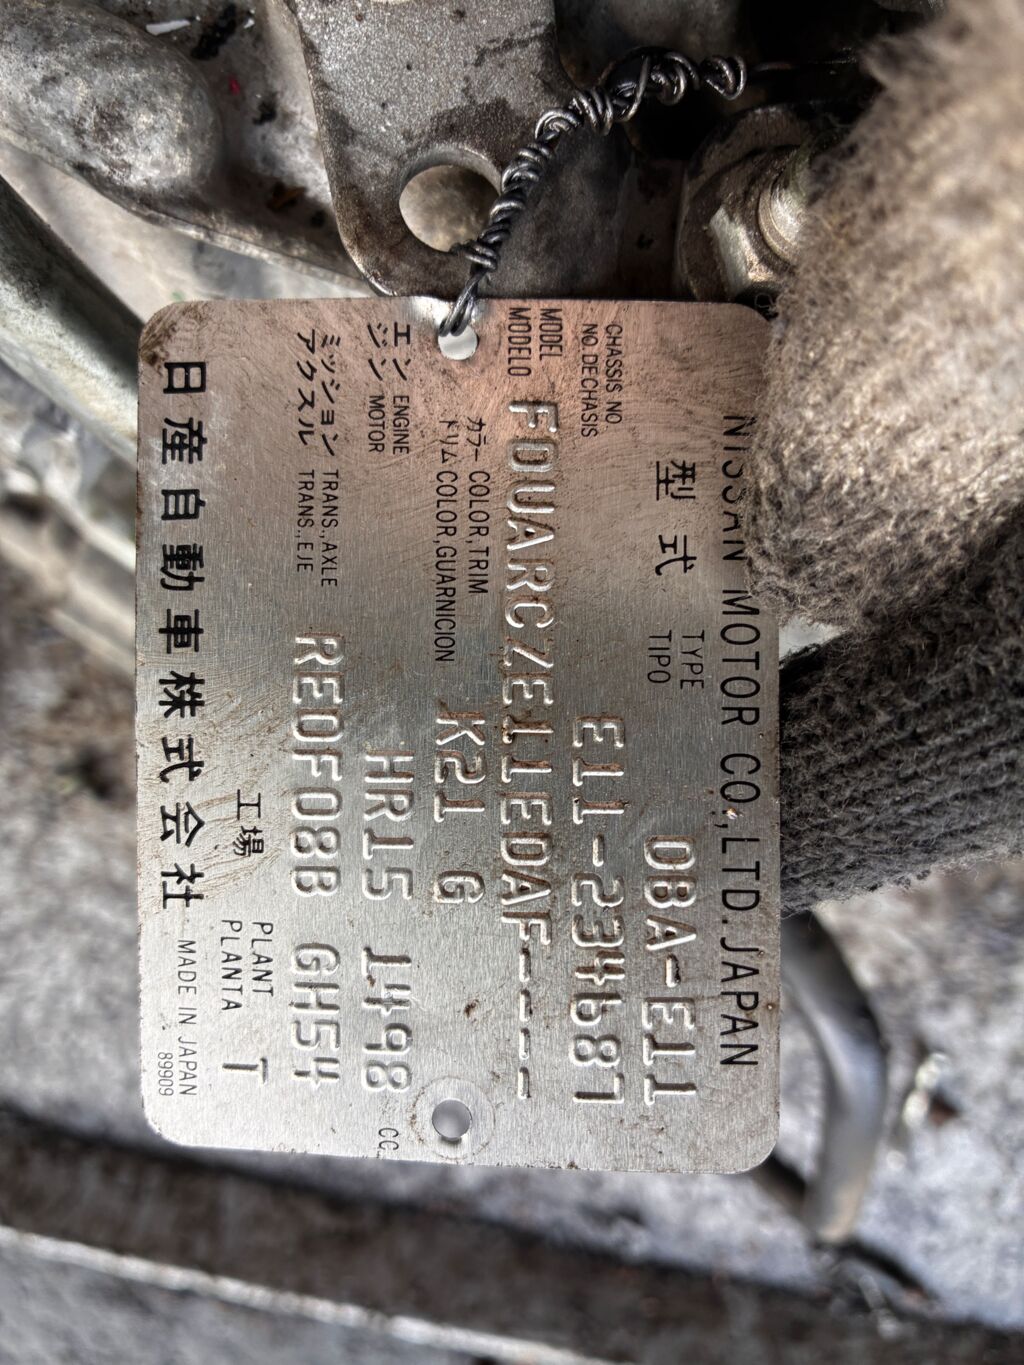 NISSAN MOTOR CO.,LTD. JAPAN
型式 TYPE TIPO DBA-E11
CHASSIS NO. NO. DE CHASIS E11-234687
MODEL MODELO FDUARCZE11EDAF----
カラー COLOR,TRIM
トリム COLOR,GUARNICION K21 G
エンジン ENGINE MOTOR HR15 1498 CC
ミッション TRANS.,AXLE
アクスル TRANS.,EJE RE0F08B GH54
工場 PLANT PLANTA T
日産自動車株式会社 MADE IN JAPAN
89909